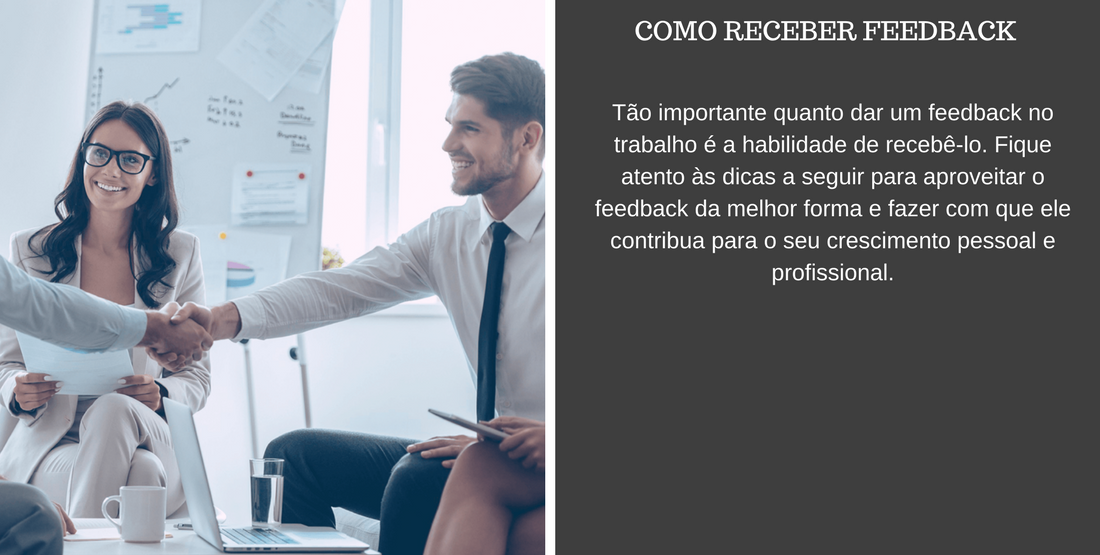 COMO RECEBER FEEDBACK
Tão importante quanto dar um feedback no
trabalho é a habilidade de recebê-lo. Fique
atento às dicas a seguir para aproveitar o
feedback da melhor forma e fazer com que ele
contribua para o seu crescimento pessoal e
profissional.